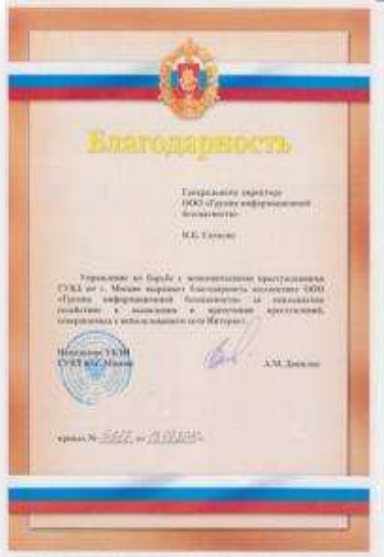 Благодарность
Генеральному директору
ООО «Группа информационной
безопасности»
Управление по борьбе с экономическими преступлениями
ГУВД по г. Москве выражает благодарность коллективу ООО
«Группа информационной безопасности» за оказанное
содействие в выявлении и пресечении преступлений,
совершаемых с использованием сети Интернет.
Начальник УБЭП
ГУВД по г. Москве
А.М. Данилов
приказ № от